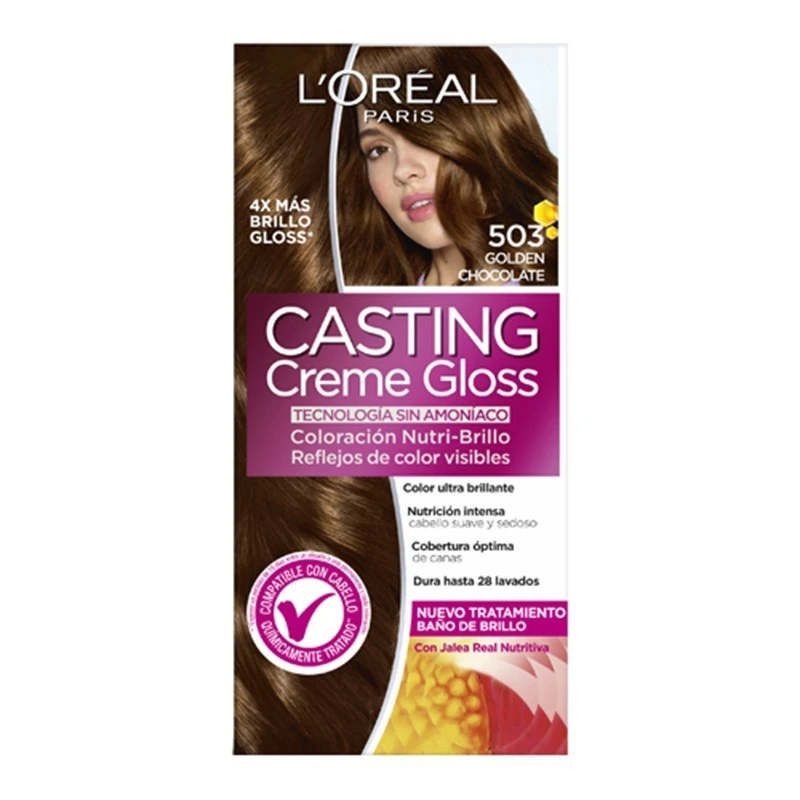 L'ORÉAL
PARIS
4X MÁS
BRILLO
GLOSS*
503
GOLDEN
CHOCOLATE
CASTING
Creme Gloss
TECNOLOGÍA SIN AMONÍACO
Coloración Nutri-Brillo
Reflejos de color visibles
Color ultra brillante
Nutrición intensa
cabello suave y sedoso
Cobertura óptima
de canas
Dura hasta 28 lavados
COMPATIBLE CON CABELLO
QUÍMICAMENTE TRATADO*
NUEVO TRATAMIENTO
BAÑO DE BRILLO
Con Jalea Real Nutritiva